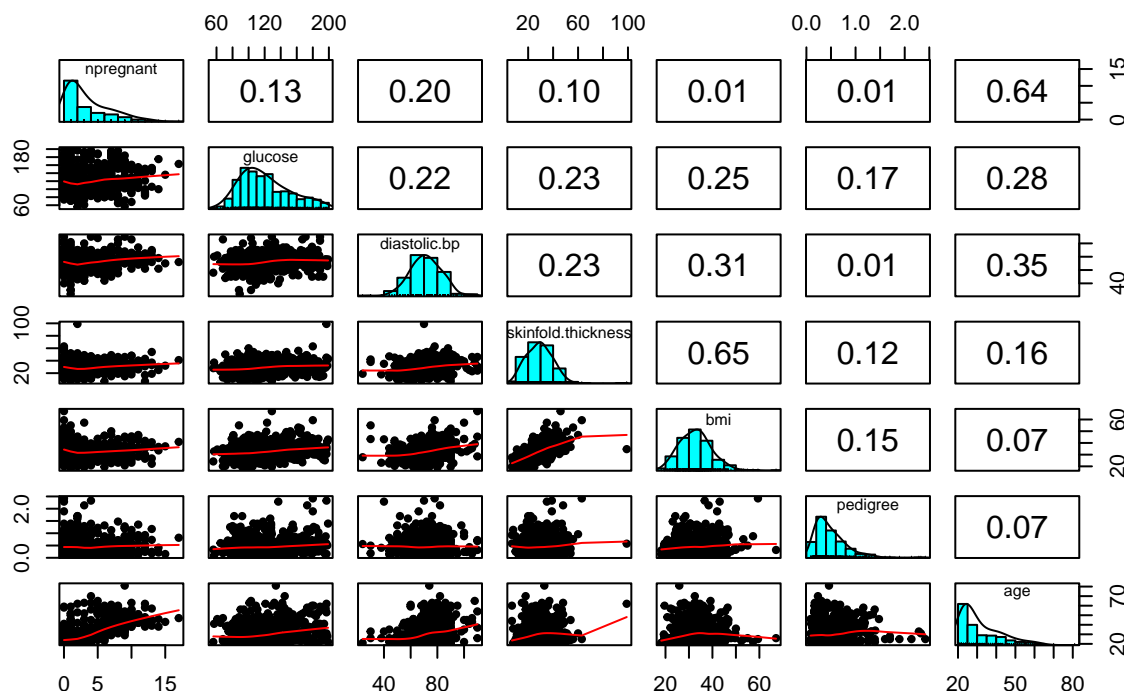 60 120 200
20 60 100
0.0 1.0 2.0
npregnant 0.13 0.20 0.10 0.01 0.01 0.64 0 15
60 180 glucose 0.22 0.23 0.25 0.17 0.28
diastolic.bp 0.23 0.31 0.01 0.35 40
20 100 skinfold.thickness 0.65 0.12 0.16
bmi 0.15 0.07 20 60
0.0 2.0 pedigree 0.07
age 20 70
0 5 15
40 80
20 40 60
20 40 60 80